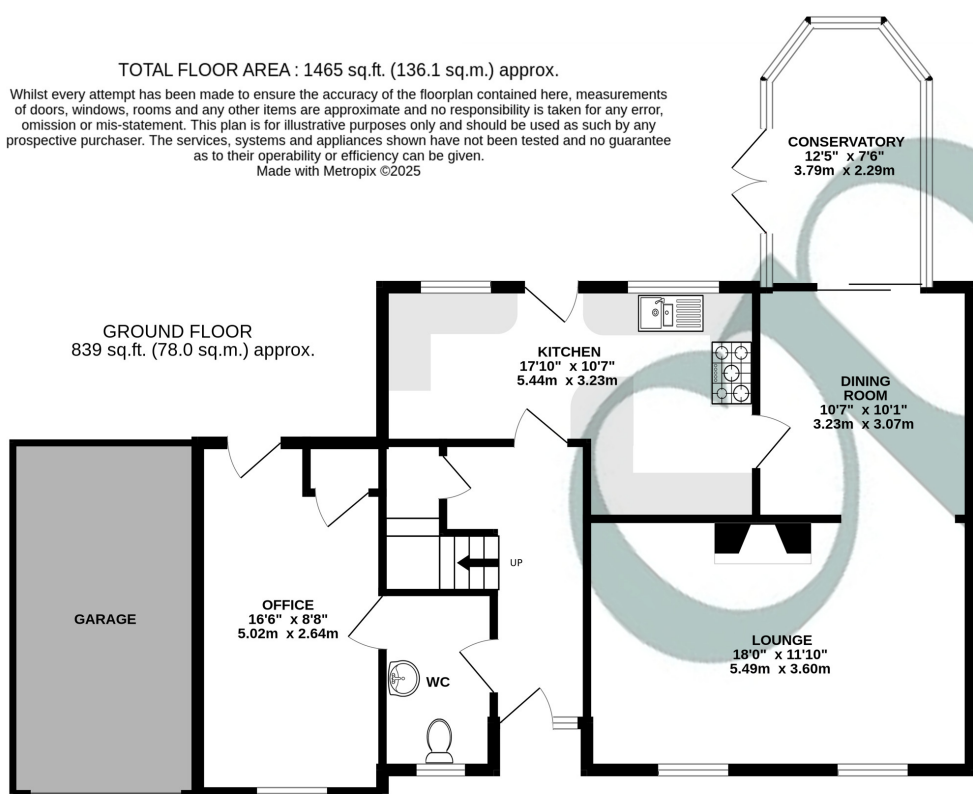 TOTAL FLOOR AREA : 1465 sq.ft. (136.1 sq.m.) approx.
Whilst every attempt has been made to ensure the accuracy of the floorplan contained here, measurements
of doors, windows, rooms and any other items are approximate and no responsibility is taken for any error,
omission or mis-statement. This plan is for illustrative purposes only and should be used as such by any
prospective purchaser. The services, systems and appliances shown have not been tested and no guarantee
as to their operability or efficiency can be given.
Made with Metropix ©2025
CONSERVATORY
12'5" x 7'6"
3.79m x 2.29m
GROUND FLOOR
839 sq.ft. (78.0 sq.m.) approx.
KITCHEN
17'10" x 10'7"
5.44m x 3.23m
DINING
ROOM
10'7" x 10'1"
3.23m x 3.07m
UP
GARAGE
OFFICE
16'6" x 8'8"
5.02m x 2.64m
WC
LOUNGE
18'0" x 11'10"
5.49m x 3.60m